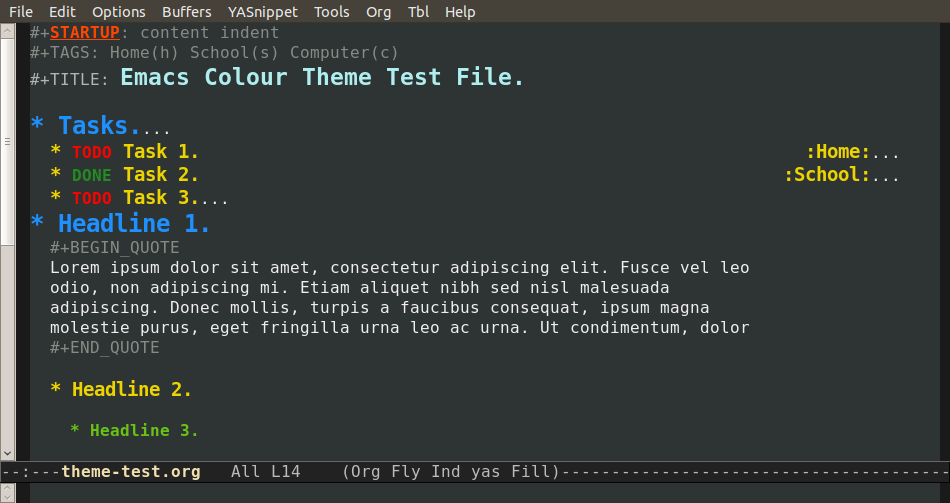 File Edit Options Buffers YASnippet Tools Org Tbl Help
#+STARTUP: content indent
#+TAGS: Home(h) School(s) Computer(c)
#+TITLE: Emacs Colour Theme Test File.
* Tasks....
* TODO Task 1. :Home:...
* DONE Task 2. :School:...
* TODO Task 3....
* Headline 1.
#+BEGIN_QUOTE
Lorem ipsum dolor sit amet, consectetur adipiscing elit. Fusce vel leo
odio, non adipiscing mi. Etiam aliquet nibh sed nisl malesuada
adipiscing. Donec mollis, turpis a faucibus consequat, ipsum magna
molestie purus, eget fringilla urna leo ac urna. Ut condimentum, dolor
#+END_QUOTE
* Headline 2.
* Headline 3.
--:---theme-test.org All L14 (Org Fly Ind yas Fill)---------------------------------------